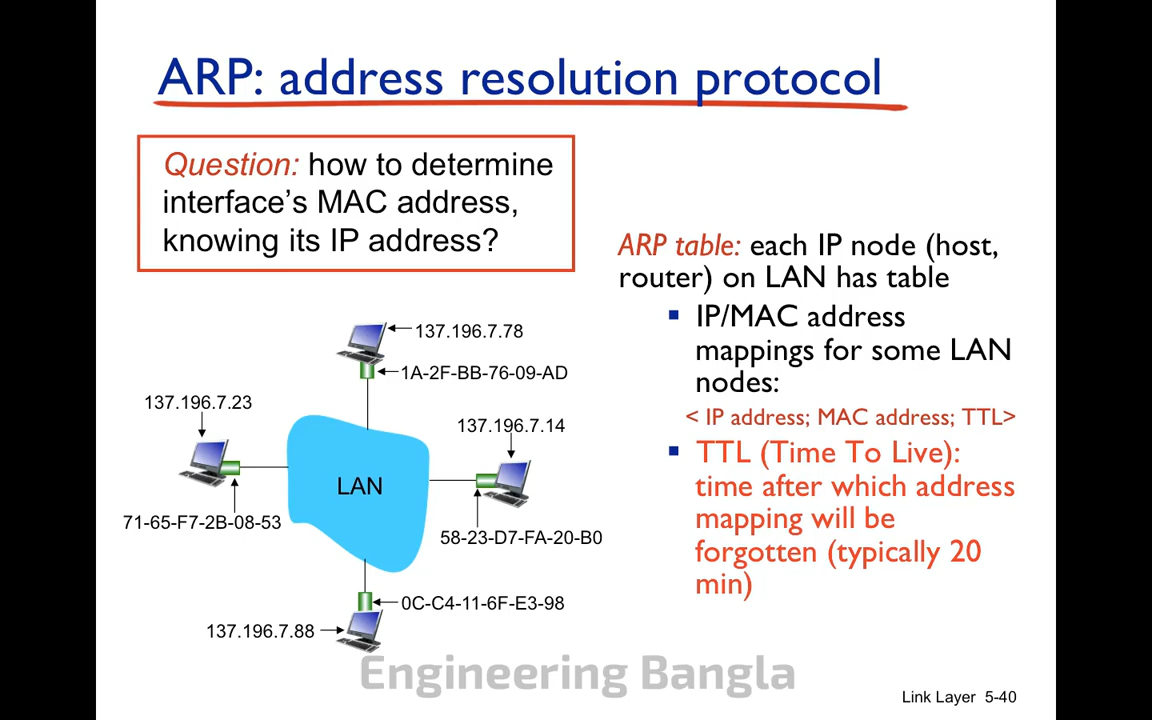 ARP: address resolution protocol
Question: how to determine
interface's MAC address,
knowing its IP address?
ARP table: each IP node (host,
router) on LAN has table
▪ IP/MAC address
mappings for some LAN
nodes:
< IP address; MAC address; TTL>
▪ TTL (Time To Live):
time after which address
mapping will be
forgotten (typically 20
min)
137.196.7.78
1A-2F-BB-76-09-AD
137.196.7.23
137.196.7.14
LAN
71-65-F7-2B-08-53
58-23-D7-FA-20-B0
0C-C4-11-6F-E3-98
137.196.7.88
Engineering Bangla
Link Layer 5-40